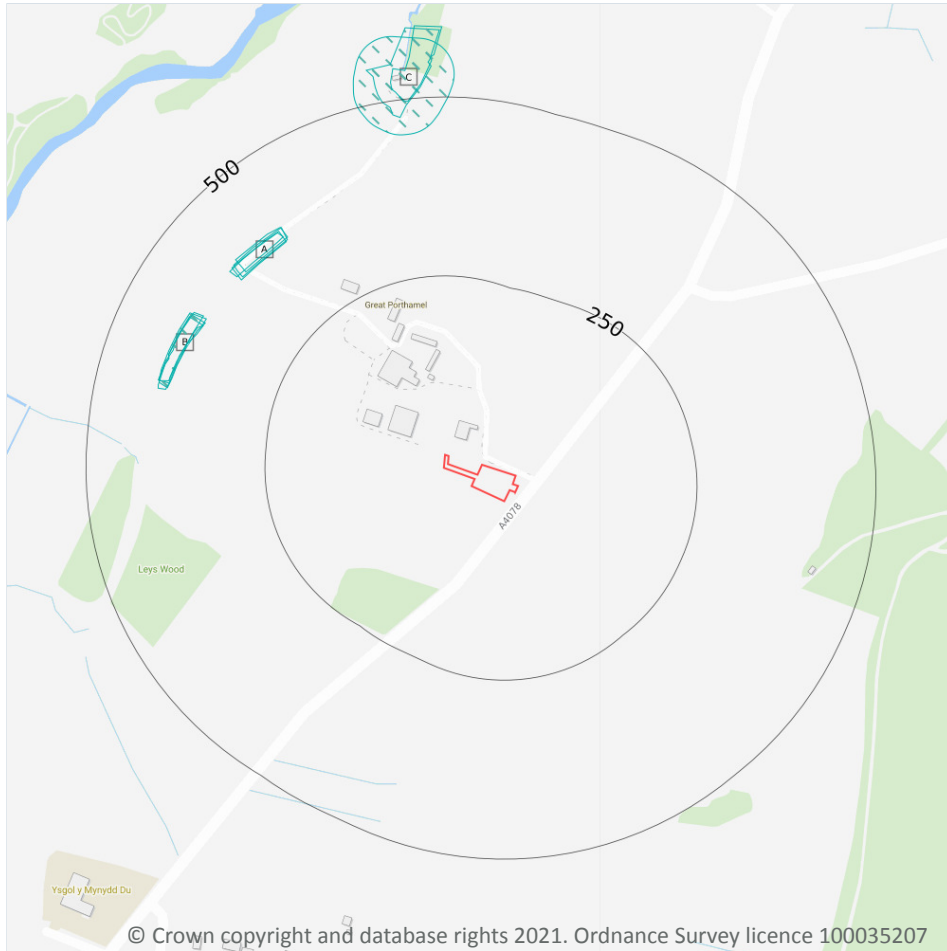 C
500
A
Great Porthamel
250
B
A4078
Leys Wood
Ysgol y Mynydd Du
© Crown copyright and database rights 2021. Ordnance Survey licence 100035207